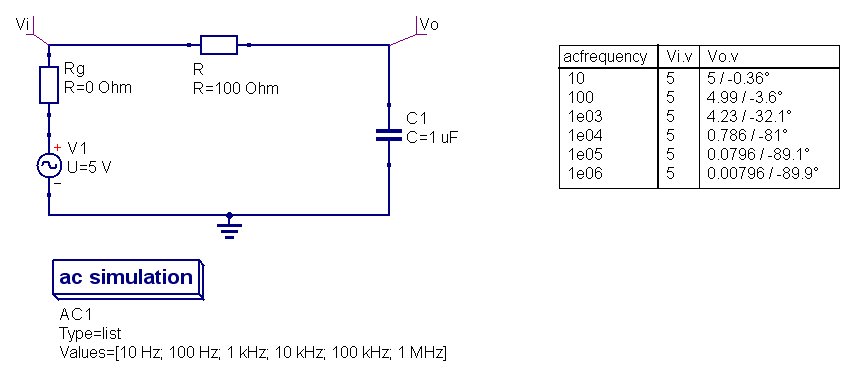 Vi
Vo
Rg
R=0 Ohm
R
R=100 Ohm
C1
C=1 uF
+ V1
U=5 V
–
acfrequency Vi.v Vo.v
10 5 5 / -0.36°
100 5 4.99 / -3.6°
1e03 5 4.23 / -32.1°
1e04 5 0.786 / -81°
1e05 5 0.0796 / -89.1°
1e06 5 0.00796 / -89.9°
ac simulation
AC1
Type=list
Values=[10 Hz; 100 Hz; 1 kHz; 10 kHz; 100 kHz; 1 MHz]